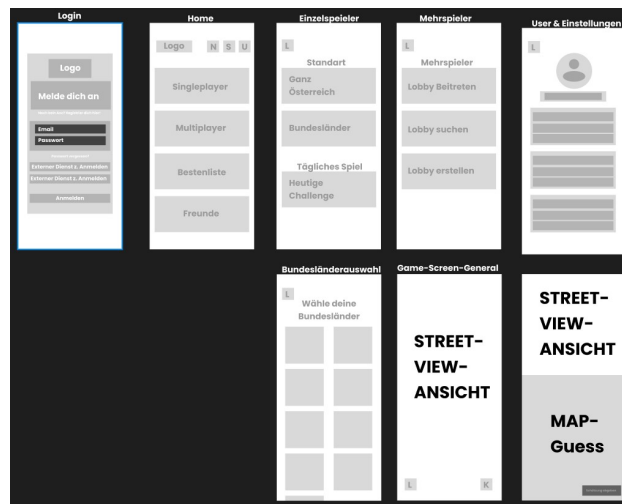 Login
Logo
Melde dich an
Email
Passwort
Externer Dienst z. Anmelden
Externer Dienst z. Anmelden
Anmelden
Home
Logo
N S U
Singleplayer
Multiplayer
Bestenliste
Freunde
Einzelspeieler
L
Standart
Ganz
Österreich
Bundesländer
Tägliches Spiel
Heutige
Challenge
Mehrspieler
L
Mehrspieler
Lobby Beitreten
Lobby suchen
Lobby erstellen
User & Einstellungen
L
Bundesländerauswahl
L
Wähle deine
Bundesländer
Game-Screen-General
STREET-
VIEW-
ANSICHT
L K
STREET-
VIEW-
ANSICHT
MAP-
Guess